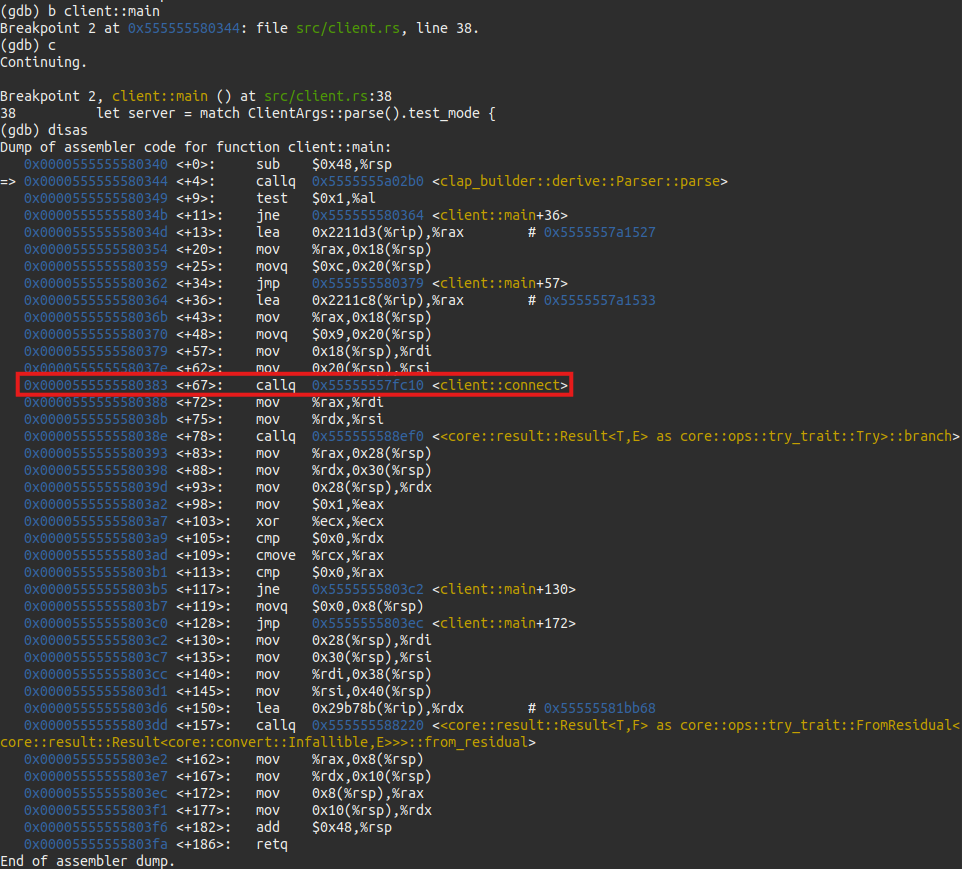 (gdb) b client::main
Breakpoint 2 at 0x555555580344: file src/client.rs, line 38.
(gdb) c
Continuing.

Breakpoint 2, client::main () at src/client.rs:38
38          let server = match ClientArgs::parse().test_mode {
(gdb) disas
Dump of assembler code for function client::main:
   0x0000555555580340 <+0>:     sub    $0x48,%rsp
=> 0x0000555555580344 <+4>:     callq  0x5555555a02b0 <clap_builder::derive::Parser::parse>
   0x0000555555580349 <+9>:     test   $0x1,%al
   0x000055555558034b <+11>:    jne    0x555555580364 <client::main+36>
   0x000055555558034d <+13>:    lea    0x2211d3(%rip),%rax        # 0x5555557a1527
   0x0000555555580354 <+20>:    mov    %rax,0x18(%rsp)
   0x0000555555580359 <+25>:    movq   $0xc,0x20(%rsp)
   0x0000555555580362 <+34>:    jmp    0x555555580379 <client::main+57>
   0x0000555555580364 <+36>:    lea    0x2211c8(%rip),%rax        # 0x5555557a1533
   0x000055555558036b <+43>:    mov    %rax,0x18(%rsp)
   0x0000555555580370 <+48>:    movq   $0x9,0x20(%rsp)
   0x0000555555580379 <+57>:    mov    0x18(%rsp),%rdi
   0x000055555558037e <+62>:    mov    0x20(%rsp),%rsi
   0x0000555555580383 <+67>:    callq  0x55555557fc10 <client::connect>
   0x0000555555580388 <+72>:    mov    %rax,%rdi
   0x000055555558038b <+75>:    mov    %rdx,%rsi
   0x000055555558038e <+78>:    callq  0x555555588ef0 <<core::result::Result<T,E> as core::ops::try_trait::Try>::branch>
   0x0000555555580393 <+83>:    mov    %rax,0x28(%rsp)
   0x0000555555580398 <+88>:    mov    %rdx,0x30(%rsp)
   0x000055555558039d <+93>:    mov    0x28(%rsp),%rdx
   0x00005555555803a2 <+98>:    mov    $0x1,%eax
   0x00005555555803a7 <+103>:   xor    %ecx,%ecx
   0x00005555555803a9 <+105>:   cmp    $0x0,%rdx
   0x00005555555803ad <+109>:   cmove  %rcx,%rax
   0x00005555555803b1 <+113>:   cmp    $0x0,%rax
   0x00005555555803b5 <+117>:   jne    0x5555555803c2 <client::main+130>
   0x00005555555803b7 <+119>:   movq   $0x0,0x8(%rsp)
   0x00005555555803c0 <+128>:   jmp    0x5555555803ec <client::main+172>
   0x00005555555803c2 <+130>:   mov    0x28(%rsp),%rdi
   0x00005555555803c7 <+135>:   mov    0x30(%rsp),%rsi
   0x00005555555803cc <+140>:   mov    %rdi,0x38(%rsp)
   0x00005555555803d1 <+145>:   mov    %rsi,0x40(%rsp)
   0x00005555555803d6 <+150>:   lea    0x29b78b(%rip),%rdx        # 0x55555581bb68
   0x00005555555803dd <+157>:   callq  0x555555588220 <<core::result::Result<T,F> as core::ops::try_trait::FromResidual<
core::result::Result<core::convert::Infallible,E>>>::from_residual>
   0x00005555555803e2 <+162>:   mov    %rax,0x8(%rsp)
   0x00005555555803e7 <+167>:   mov    %rdx,0x10(%rsp)
   0x00005555555803ec <+172>:   mov    0x8(%rsp),%rax
   0x00005555555803f1 <+177>:   mov    0x10(%rsp),%rdx
   0x00005555555803f6 <+182>:   add    $0x48,%rsp
   0x00005555555803fa <+186>:   retq
End of assembler dump.